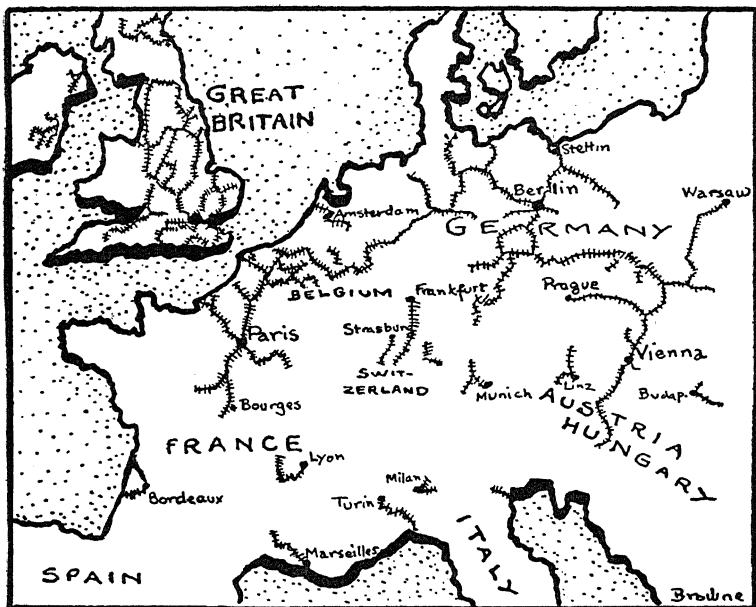 GREAT
BRITAIN
Stettin
Berlin
Warsaw
Amsterdam
GERMANY
BELGIUM
Frankfurt
Prague
Paris
Strasburg
SWIT-
ZERLAND
Vienna
Munich
Linz
Budap.
Bourges
AUSTRIA
HUNGARY
FRANCE
Lyon
Milan
Bordeaux
Turin
ITALY
Marseilles
SPAIN